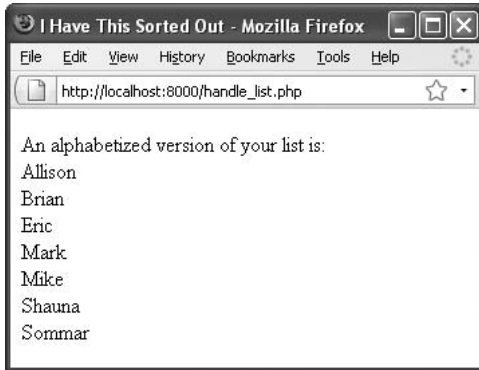 I Have This Sorted Out - Mozilla Firefox
File Edit View History Bookmarks Tools Help
http://localhost:8000/handle_list.php
An alphabetized version of your list is:
Allison
Brian
Eric
Mark
Mike
Shauna
Sommar